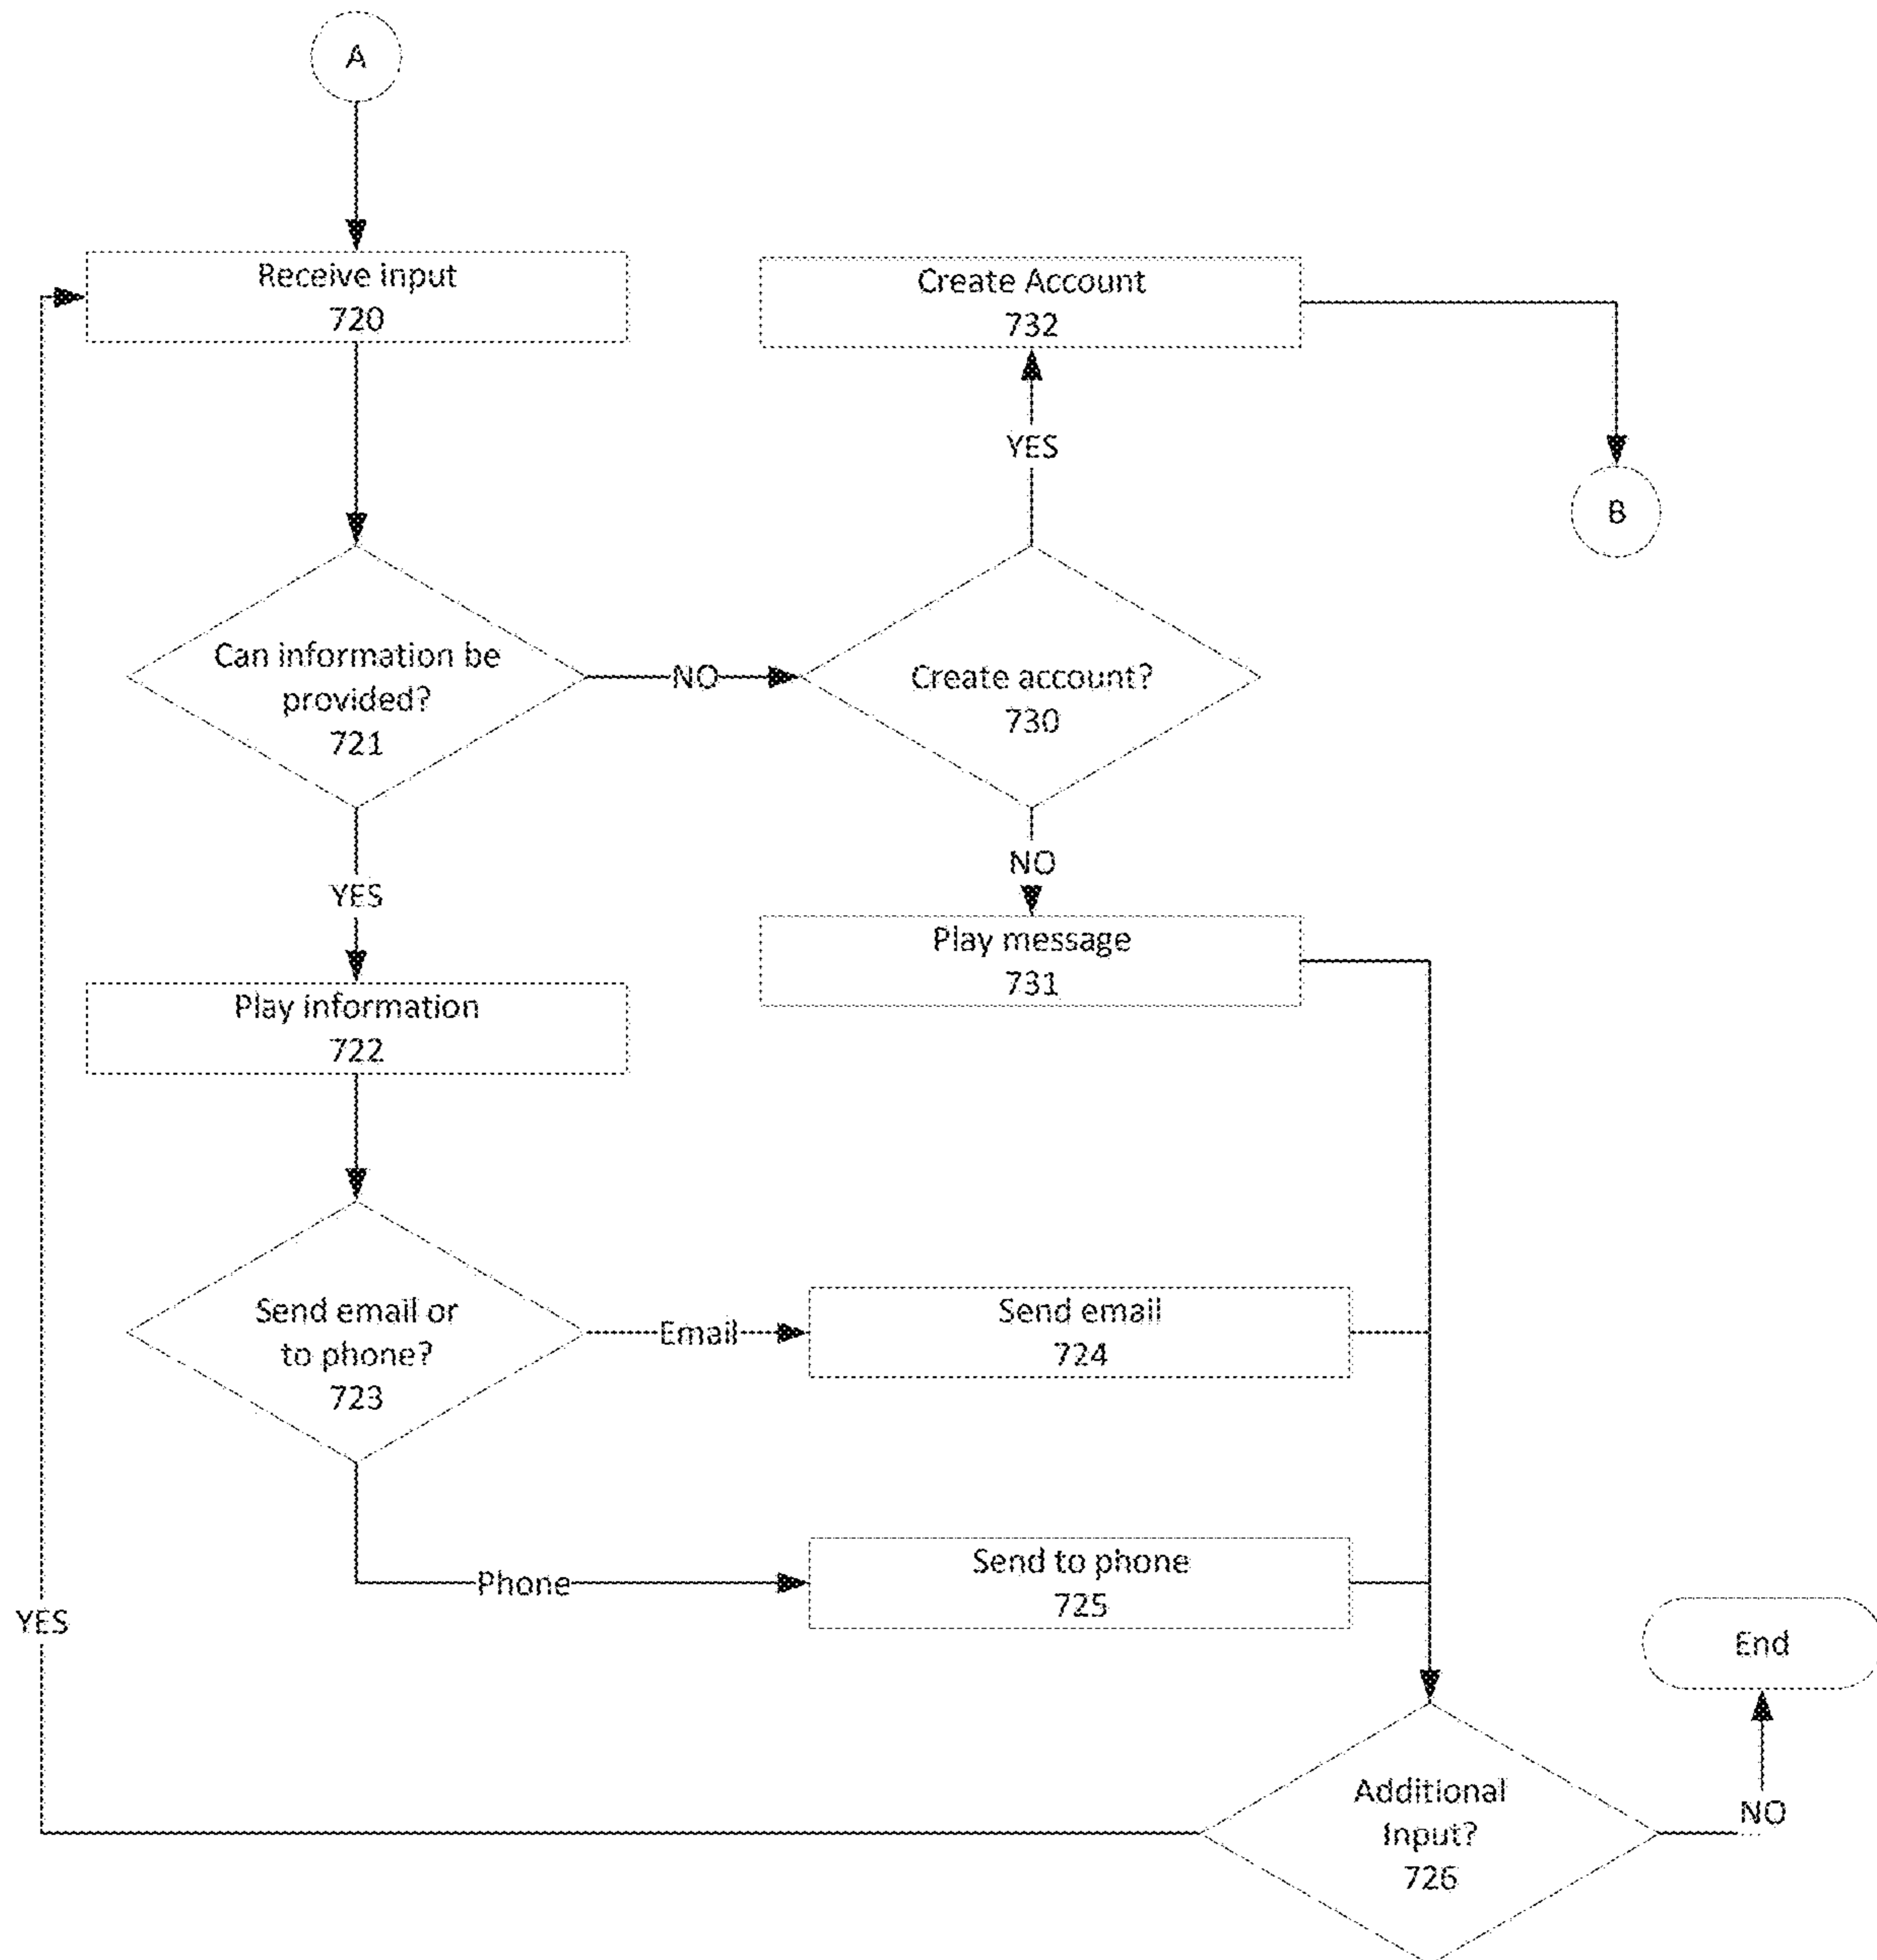 A
Receive input
720
Create Account
732
YES
B
Can information be
provided?
721
NO
Create account?
730
YES
NO
Play message
731
Play information
722
Send email or
to phone?
723
Email
Send email
724
Phone
Send to phone
725
YES
End
Additional
Input?
726
NO